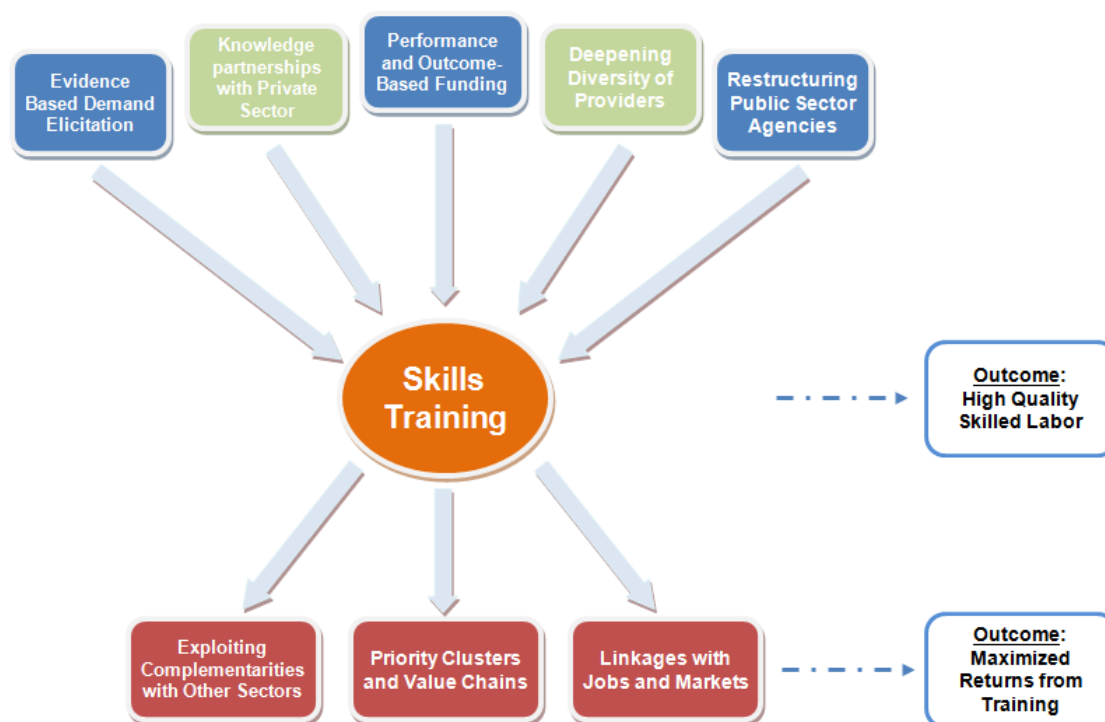 Evidence
Based Demand
Elicitation
Knowledge
partnerships
with Private
Sector
Performance
and Outcome-
Based Funding
Deepening
Diversity of
Providers
Restructuring
Public Sector
Agencies
Skills
Training
Outcome:
High Quality
Skilled Labor
Exploiting
Complementarities
with Other Sectors
Priority Clusters
and Value Chains
Linkages with
Jobs and Markets
Outcome:
Maximized
Returns from
Training